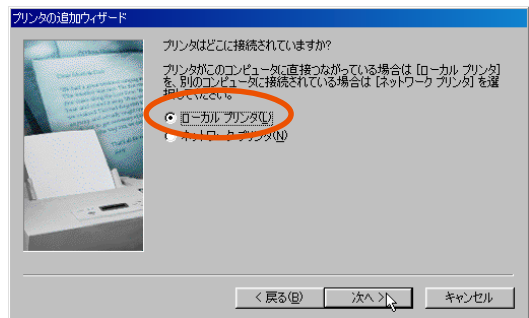 プリンタの追加ウィザード
プリンタはどこに接続されていますか?
プリンタがこのコンピュータに直接つながっている場合は [ローカル プリンタ]
を、別のコンピュータに接続されている場合は [ネットワーク プリンタ] を選
択してください。
ローカル プリンタ(L)
ネットワーク プリンタ(N)
< 戻る(B)
次へ >
キャンセル